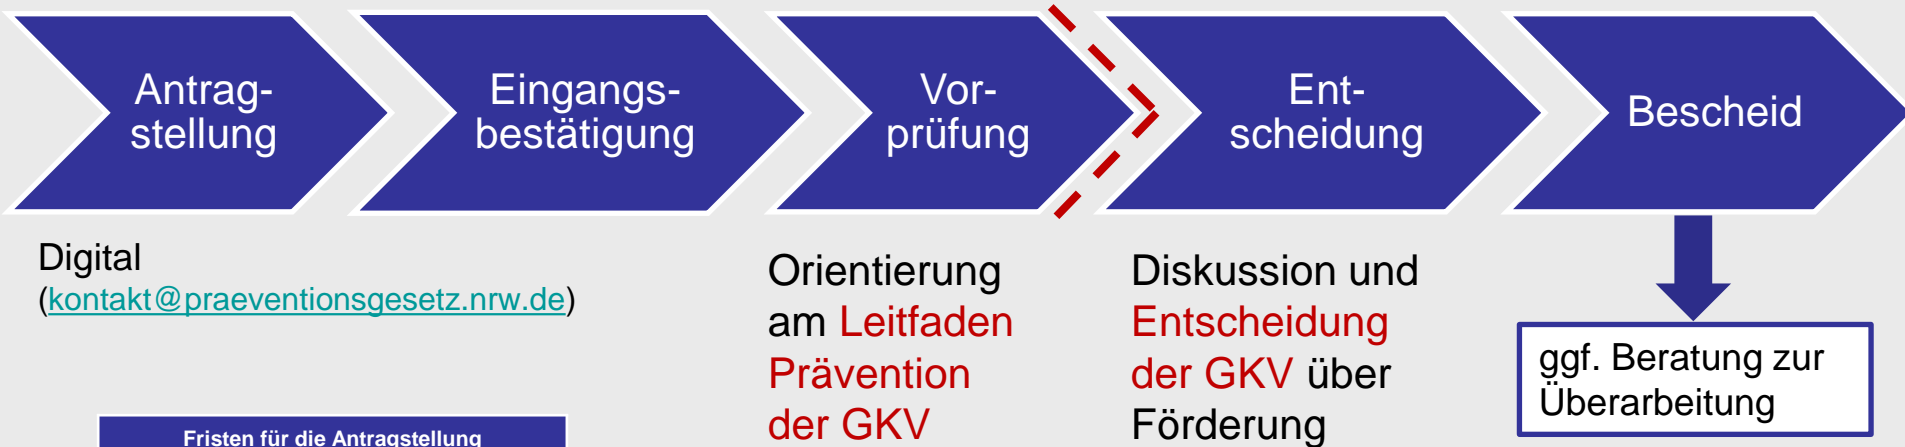 Antrag-
stellung
Eingangs-
bestätigung
Vor-
prüfung
Ent-
scheidung
Bescheid
Digital
(kontakt@praeventionsgesetz.nrw.de)
Orientierung
am Leitfaden
Prävention
der GKV
Diskussion und
Entscheidung
der GKV über
Förderung
ggf. Beratung zur
Überarbeitung
Fristen für die Antragstellung